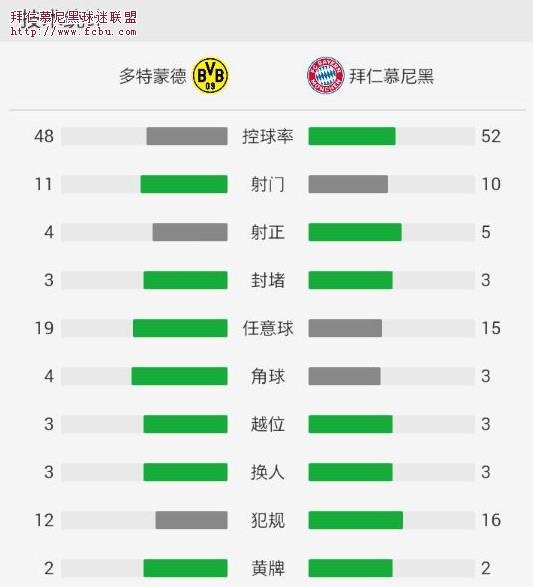 拜仁慕尼黑球迷联盟
http://www.fcbu.com
多特蒙德 BVB 09 FC BAYERN MÜNCHEN 拜仁慕尼黑
48 控球率 52
11 射门 10
4 射正 5
3 封堵 3
19 任意球 15
4 角球 3
3 越位 3
3 换人 3
12 犯规 16
2 黄牌 2